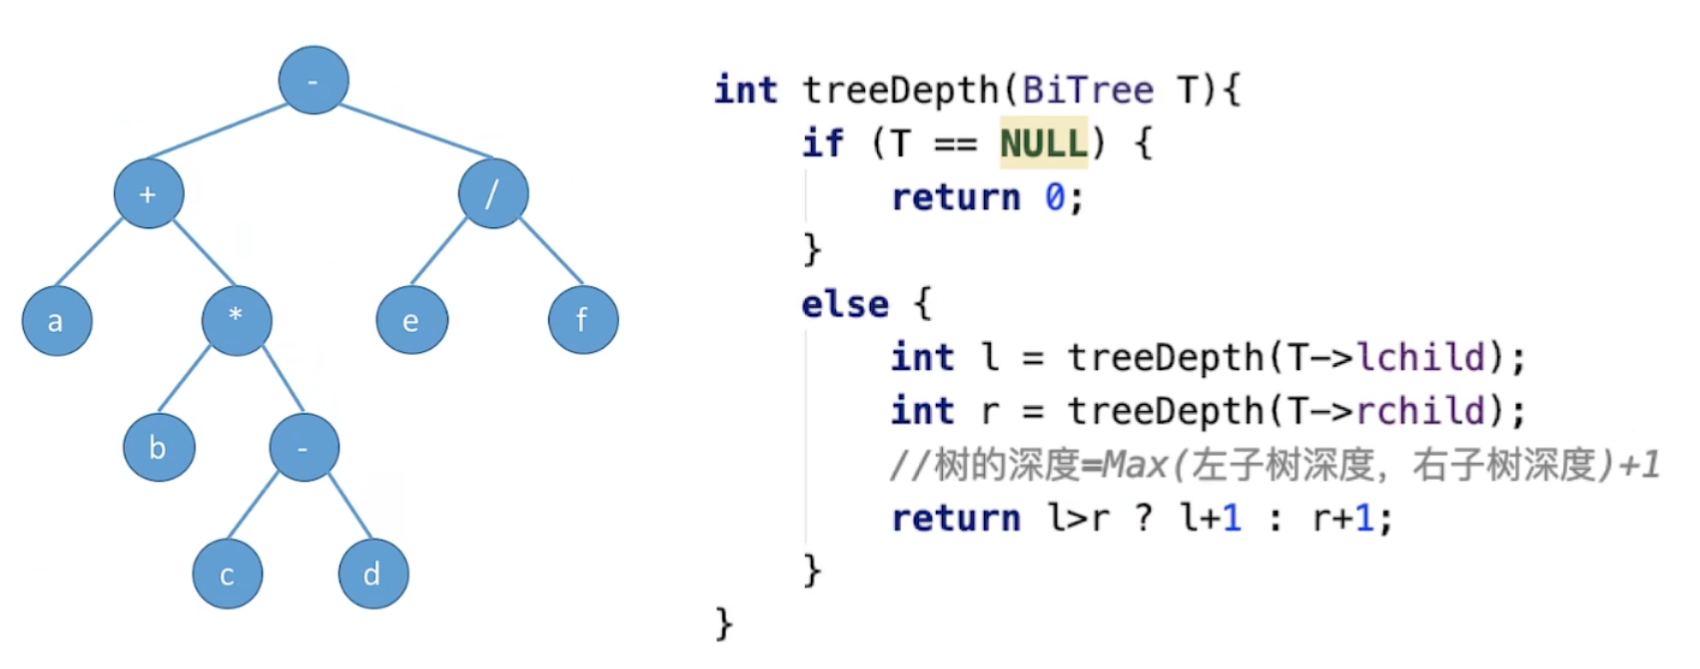 -
+
/
a
*
e
f
b
-
c
d
int treeDepth(BiTree T){
if (T == NULL) {
return 0;
}
else {
int l = treeDepth(T->lchild);
int r = treeDepth(T->rchild);
//树的深度=Max(左子树深度，右子树深度)+1
return l>r ? l+1 : r+1;
}
}